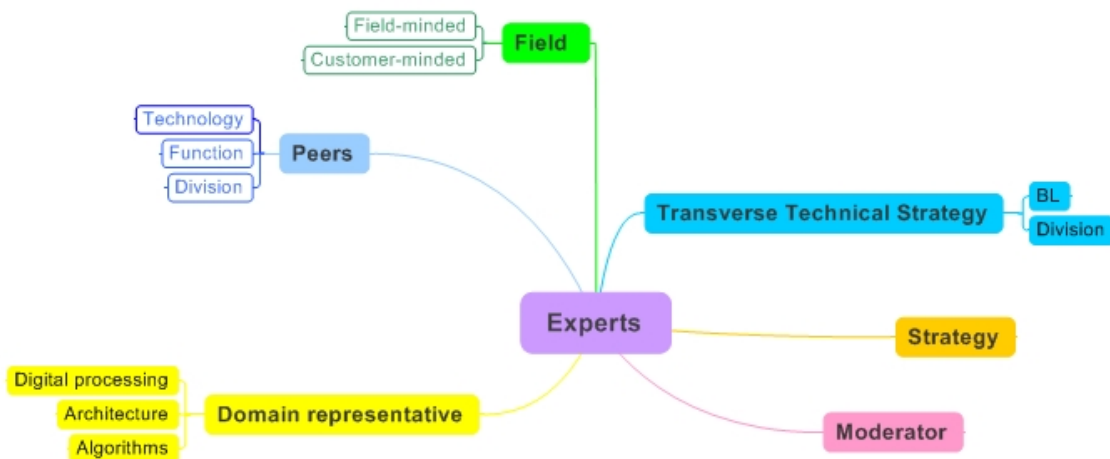 Field-minded
Field
Customer-minded
Technology
Function
Peers
Division
BL
Transverse Technical Strategy
Division
Experts
Strategy
Digital processing
Architecture
Domain representative
Algorithms
Moderator